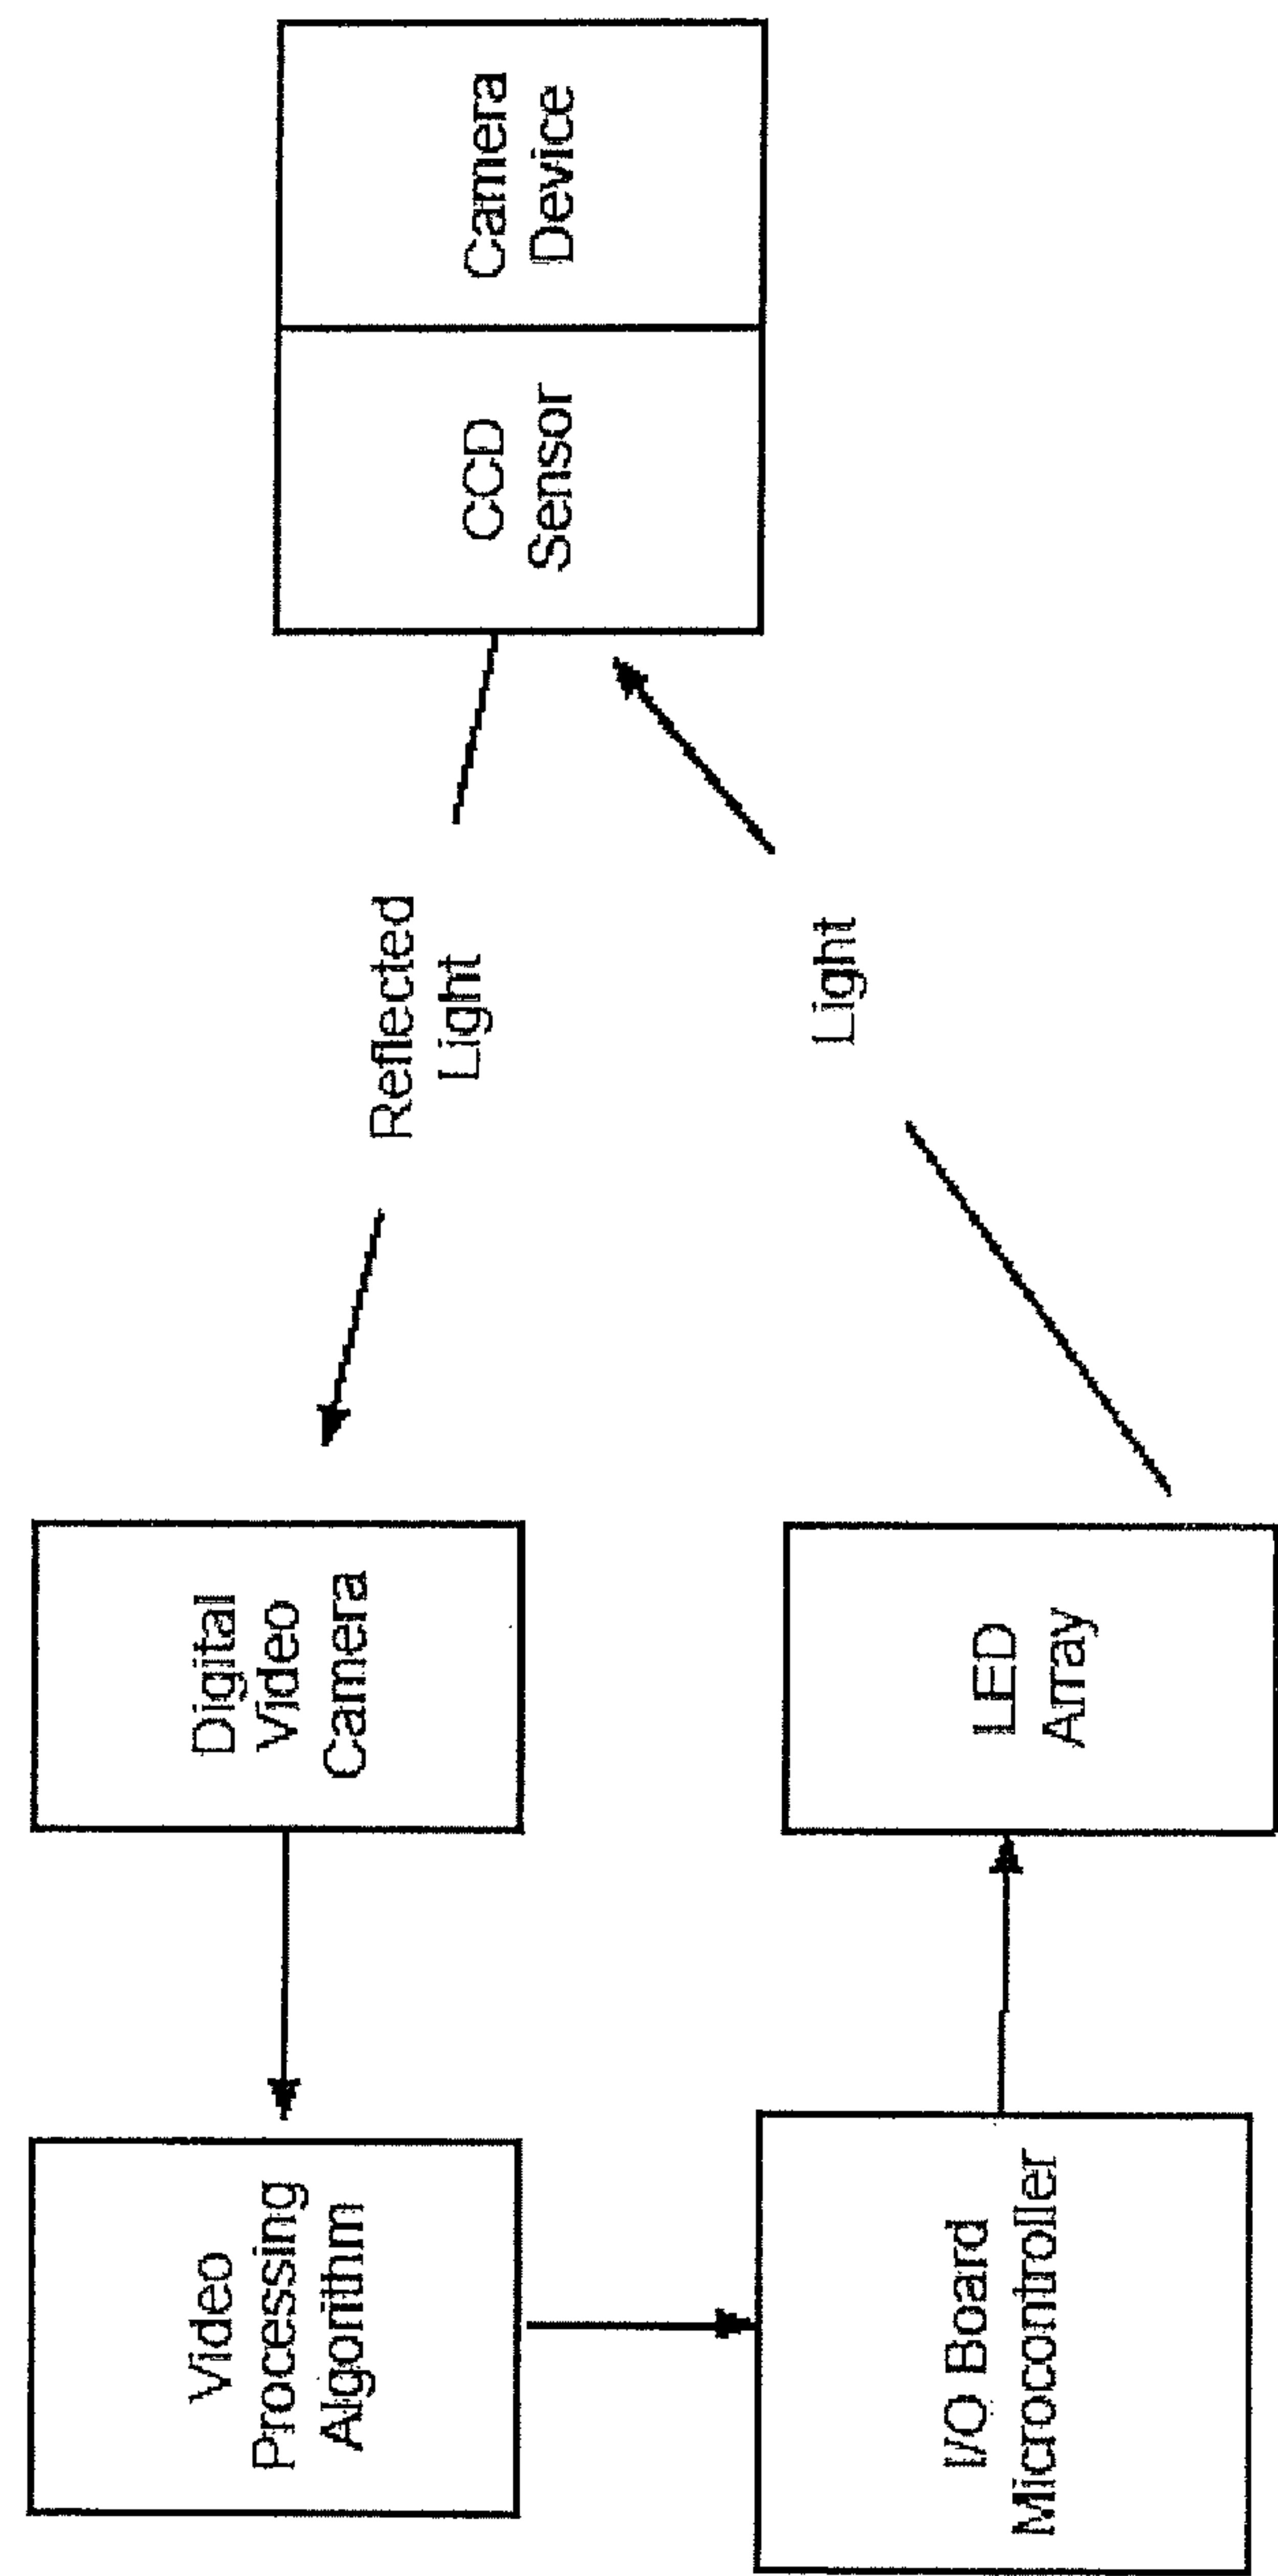 Video
Processing
Algorithm
Digital
Video
Camera
Reflected
Light
CCD
Sensor
Camera
Device
I/O Board
Microcontroller
LED
Array
Light